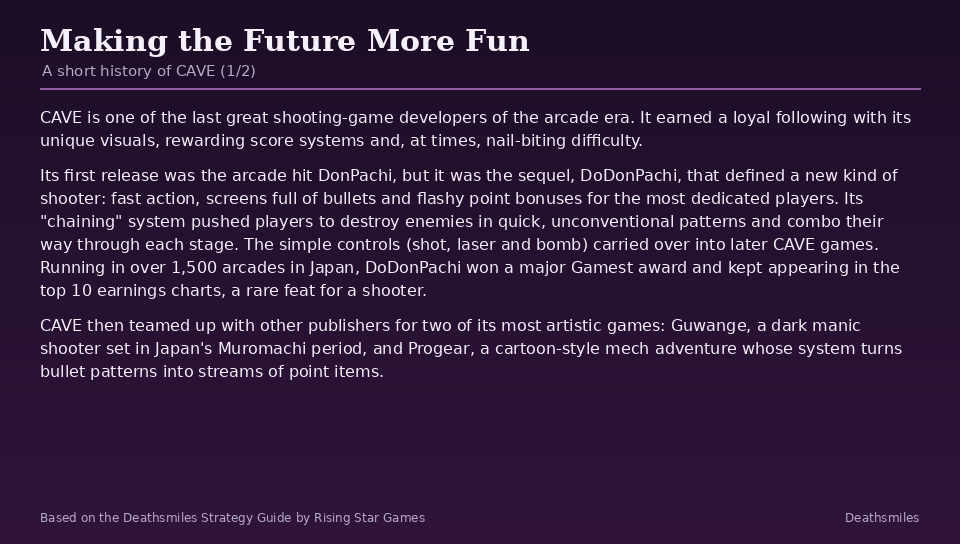 Making the Future More Fun
A short history of CAVE (1/2)
CAVE is one of the last great shooting-game developers of the arcade era. It earned a loyal following with its
unique visuals, rewarding score systems and, at times, nail-biting difficulty.
Its first release was the arcade hit DonPachi, but it was the sequel, DoDonPachi, that defined a new kind of
shooter: fast action, screens full of bullets and flashy point bonuses for the most dedicated players. Its
"chaining" system pushed players to destroy enemies in quick, unconventional patterns and combo their
way through each stage. The simple controls (shot, laser and bomb) carried over into later CAVE games.
Running in over 1,500 arcades in Japan, DoDonPachi won a major Gamest award and kept appearing in the
top 10 earnings charts, a rare feat for a shooter.
CAVE then teamed up with other publishers for two of its most artistic games: Guwange, a dark manic
shooter set in Japan's Muromachi period, and Progear, a cartoon-style mech adventure whose system turns
bullet patterns into streams of point items.
Based on the Deathsmiles Strategy Guide by Rising Star Games
Deathsmiles